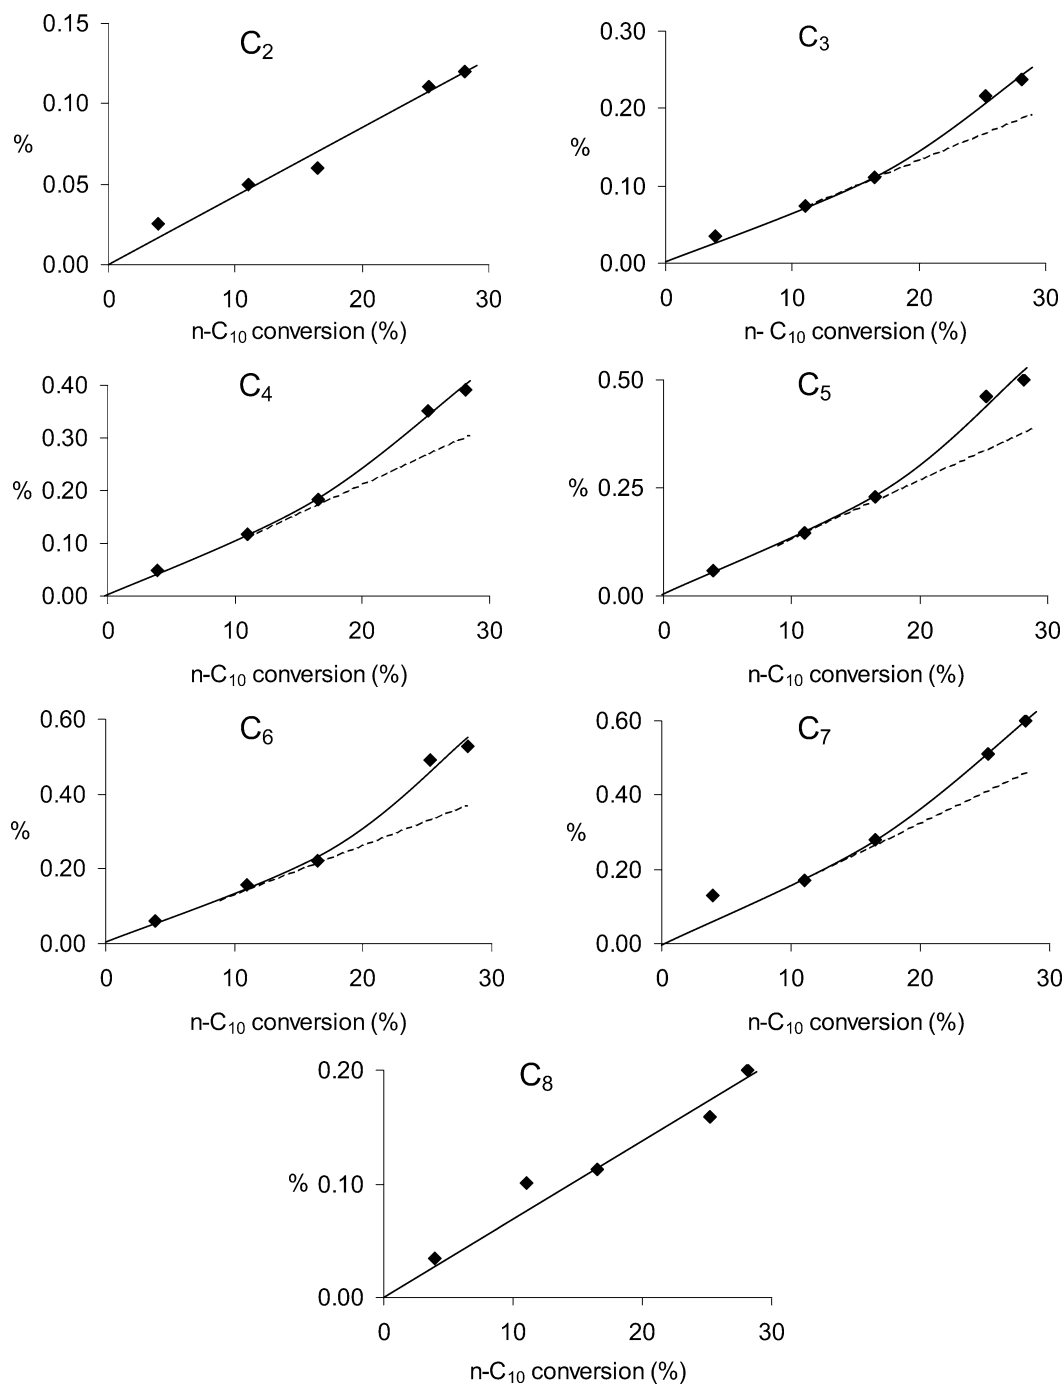 C₂
0.15
0.10
%
0.05
0.00
0 10 20 30
n-C₁₀ conversion (%)
C₃
0.30
0.20
%
0.10
0.00
0 10 20 30
n- C₁₀ conversion (%)
C₄
0.40
0.30
% 0.20
0.10
0.00
0 10 20 30
n-C₁₀ conversion (%)
C₅
0.50
% 0.25
0.00
0 10 20 30
n-C₁₀ conversion (%)
C₆
0.60
0.40
%
0.20
0.00
0 10 20 30
n-C₁₀ conversion (%)
C₇
0.60
0.40
%
0.20
0.00
0 10 20 30
n-C₁₀ conversion (%)
C₈
0.20
% 0.10
0.00
0 10 20 30
n-C₁₀ conversion (%)